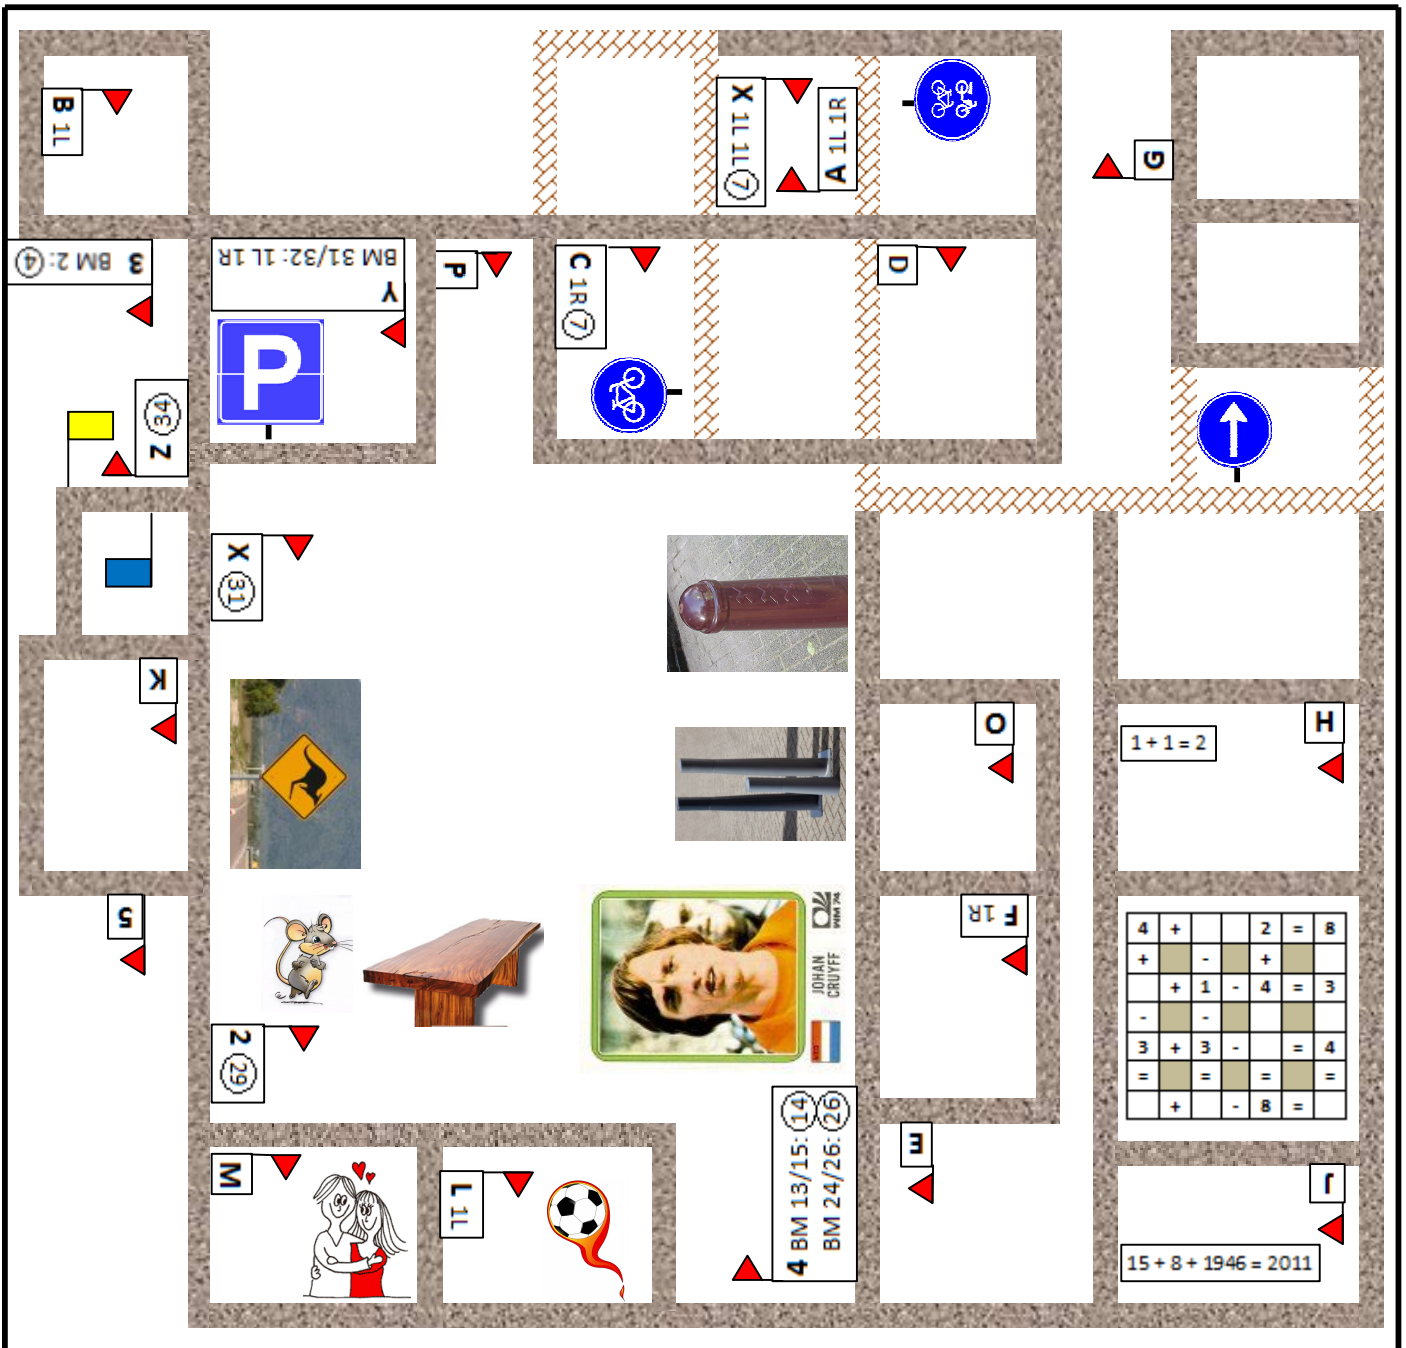 B 1L
X 1L 1L 7
A 1L 1R
G
3 BM 2: 4
Y
BM 31/32: 1L 1R
P
C 1R 7
D
P
34 Z
X 31
K
O
H
1 + 1 = 2
5
F 1R
WM 74
JOHAN
CRUYFF
4 + 2 = 8
+ - +
+ 1 - 4 = 3
- -
3 + 3 - = 4
= = = =
+ - 8 =
2 29
M
L 1L
4 BM 13/15: 14
BM 24/26: 26
E
J
15 + 8 + 1946 = 2011